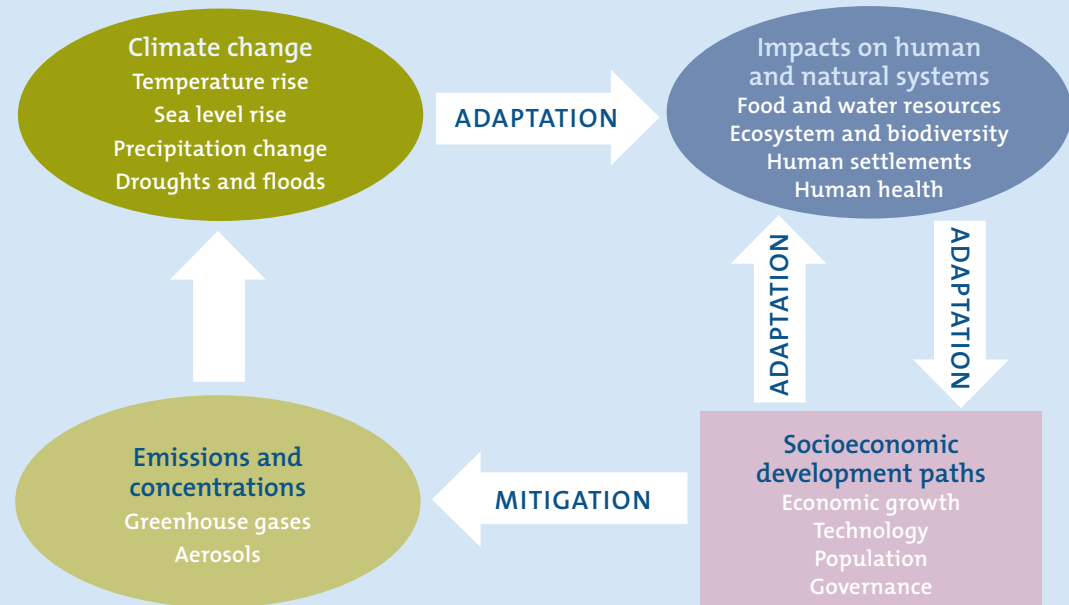 Climate change
Temperature rise
Sea level rise
Precipitation change
Droughts and floods
ADAPTATION
Impacts on human
and natural systems
Food and water resources
Ecosystem and biodiversity
Human settlements
Human health
ADAPTATION
ADAPTATION
Emissions and
concentrations
Greenhouse gases
Aerosols
MITIGATION
Socioeconomic
development paths
Economic growth
Technology
Population
Governance